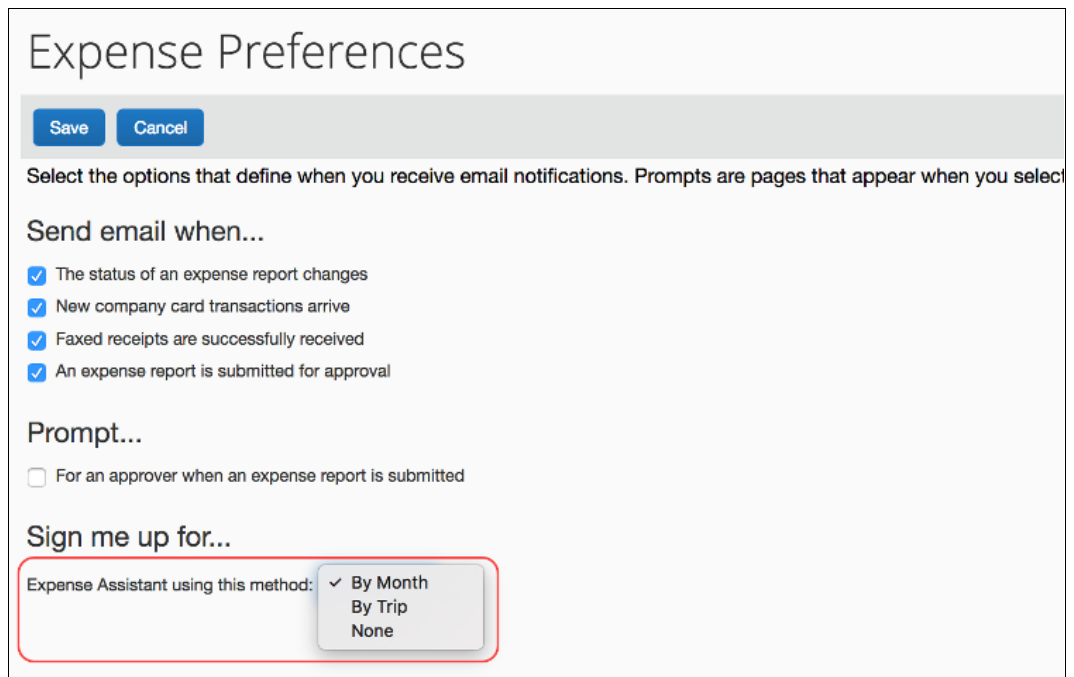 Expense Preferences
Save Cancel
Select the options that define when you receive email notifications. Prompts are pages that appear when you select
Send email when...
The status of an expense report changes
New company card transactions arrive
Faxed receipts are successfully received
An expense report is submitted for approval
Prompt...
For an approver when an expense report is submitted
Sign me up for...
Expense Assistant using this method: ✓ By Month
By Trip
None